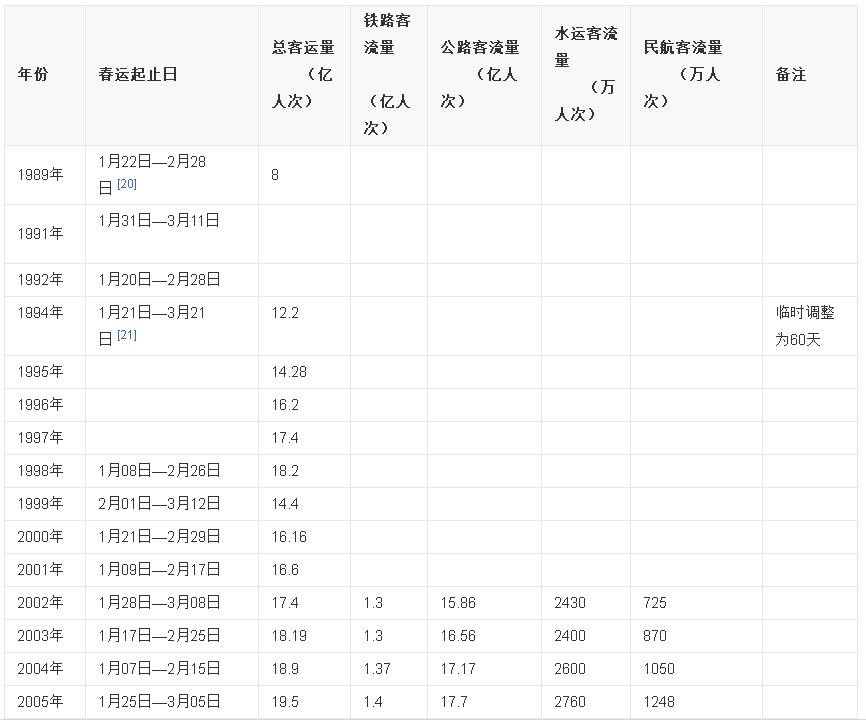 年份 春运起止日 总客运量（亿人次） 铁路客流量（亿人次） 公路客流量（亿人次） 水运客流量（万人次） 民航客流量（万人次） 备注
1989年 1月22日—2月28日 [20] 8
1991年 1月31日—3月11日
1992年 1月20日—2月28日
1994年 1月21日—3月21日 [21] 12.2 临时调整为60天
1995年 14.28
1996年 16.2
1997年 17.4
1998年 1月08日—2月26日 18.2
1999年 2月01日—3月12日 14.4
2000年 1月21日—2月29日 16.16
2001年 1月09日—2月17日 16.6
2002年 1月28日—3月08日 17.4 1.3 15.86 2430 725
2003年 1月17日—2月25日 18.19 1.3 16.56 2400 870
2004年 1月07日—2月15日 18.9 1.37 17.17 2600 1050
2005年 1月25日—3月05日 19.5 1.4 17.7 2760 1248